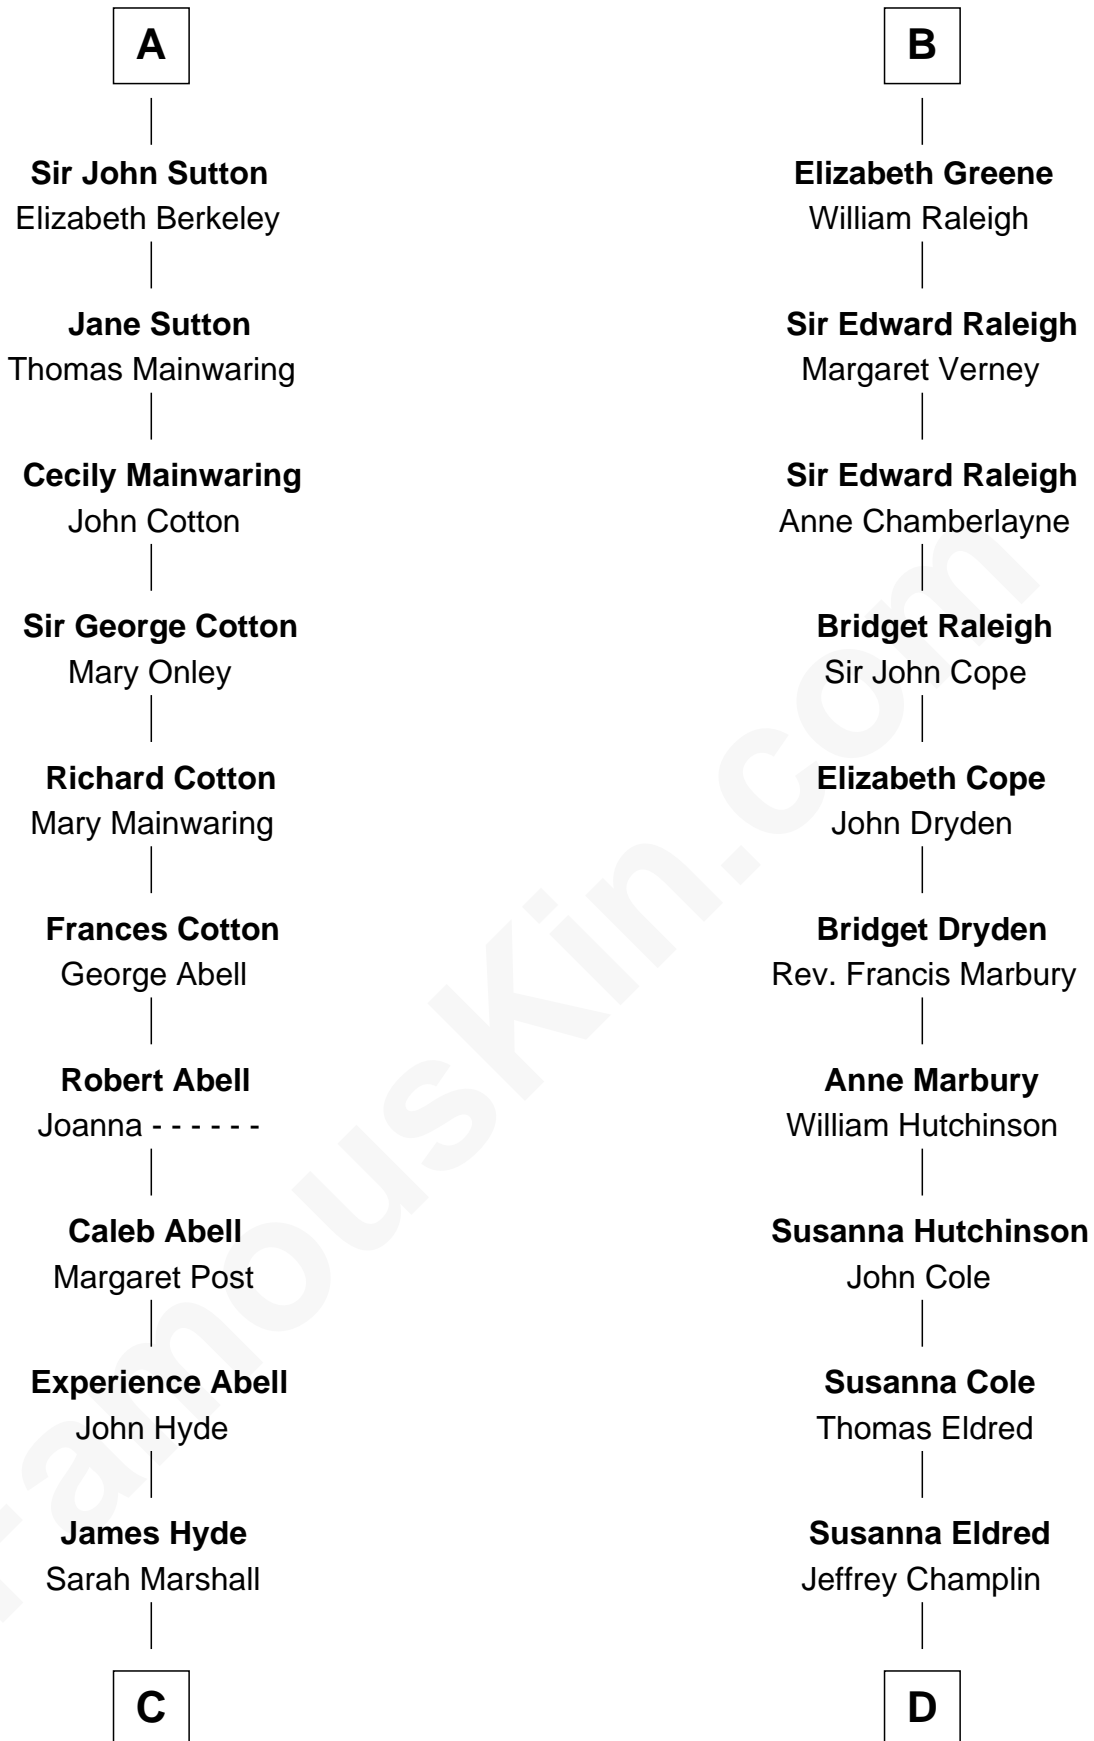 A
Sir John Sutton
Elizabeth Berkeley
Jane Sutton
Thomas Mainwaring
Cecily Mainwaring
John Cotton
Sir George Cotton
Mary Onley
Richard Cotton
Mary Mainwaring
Frances Cotton
George Abell
Robert Abell
Joanna - - - - - -
Caleb Abell
Margaret Post
Experience Abell
John Hyde
James Hyde
Sarah Marshall
C
B
Elizabeth Greene
William Raleigh
Sir Edward Raleigh
Margaret Verney
Sir Edward Raleigh
Anne Chamberlayne
Bridget Raleigh
Sir John Cope
Elizabeth Cope
John Dryden
Bridget Dryden
Rev. Francis Marbury
Anne Marbury
William Hutchinson
Susanna Hutchinson
John Cole
Susanna Cole
Thomas Eldred
Susanna Eldred
Jeffrey Champlin
D
FamousKin.com